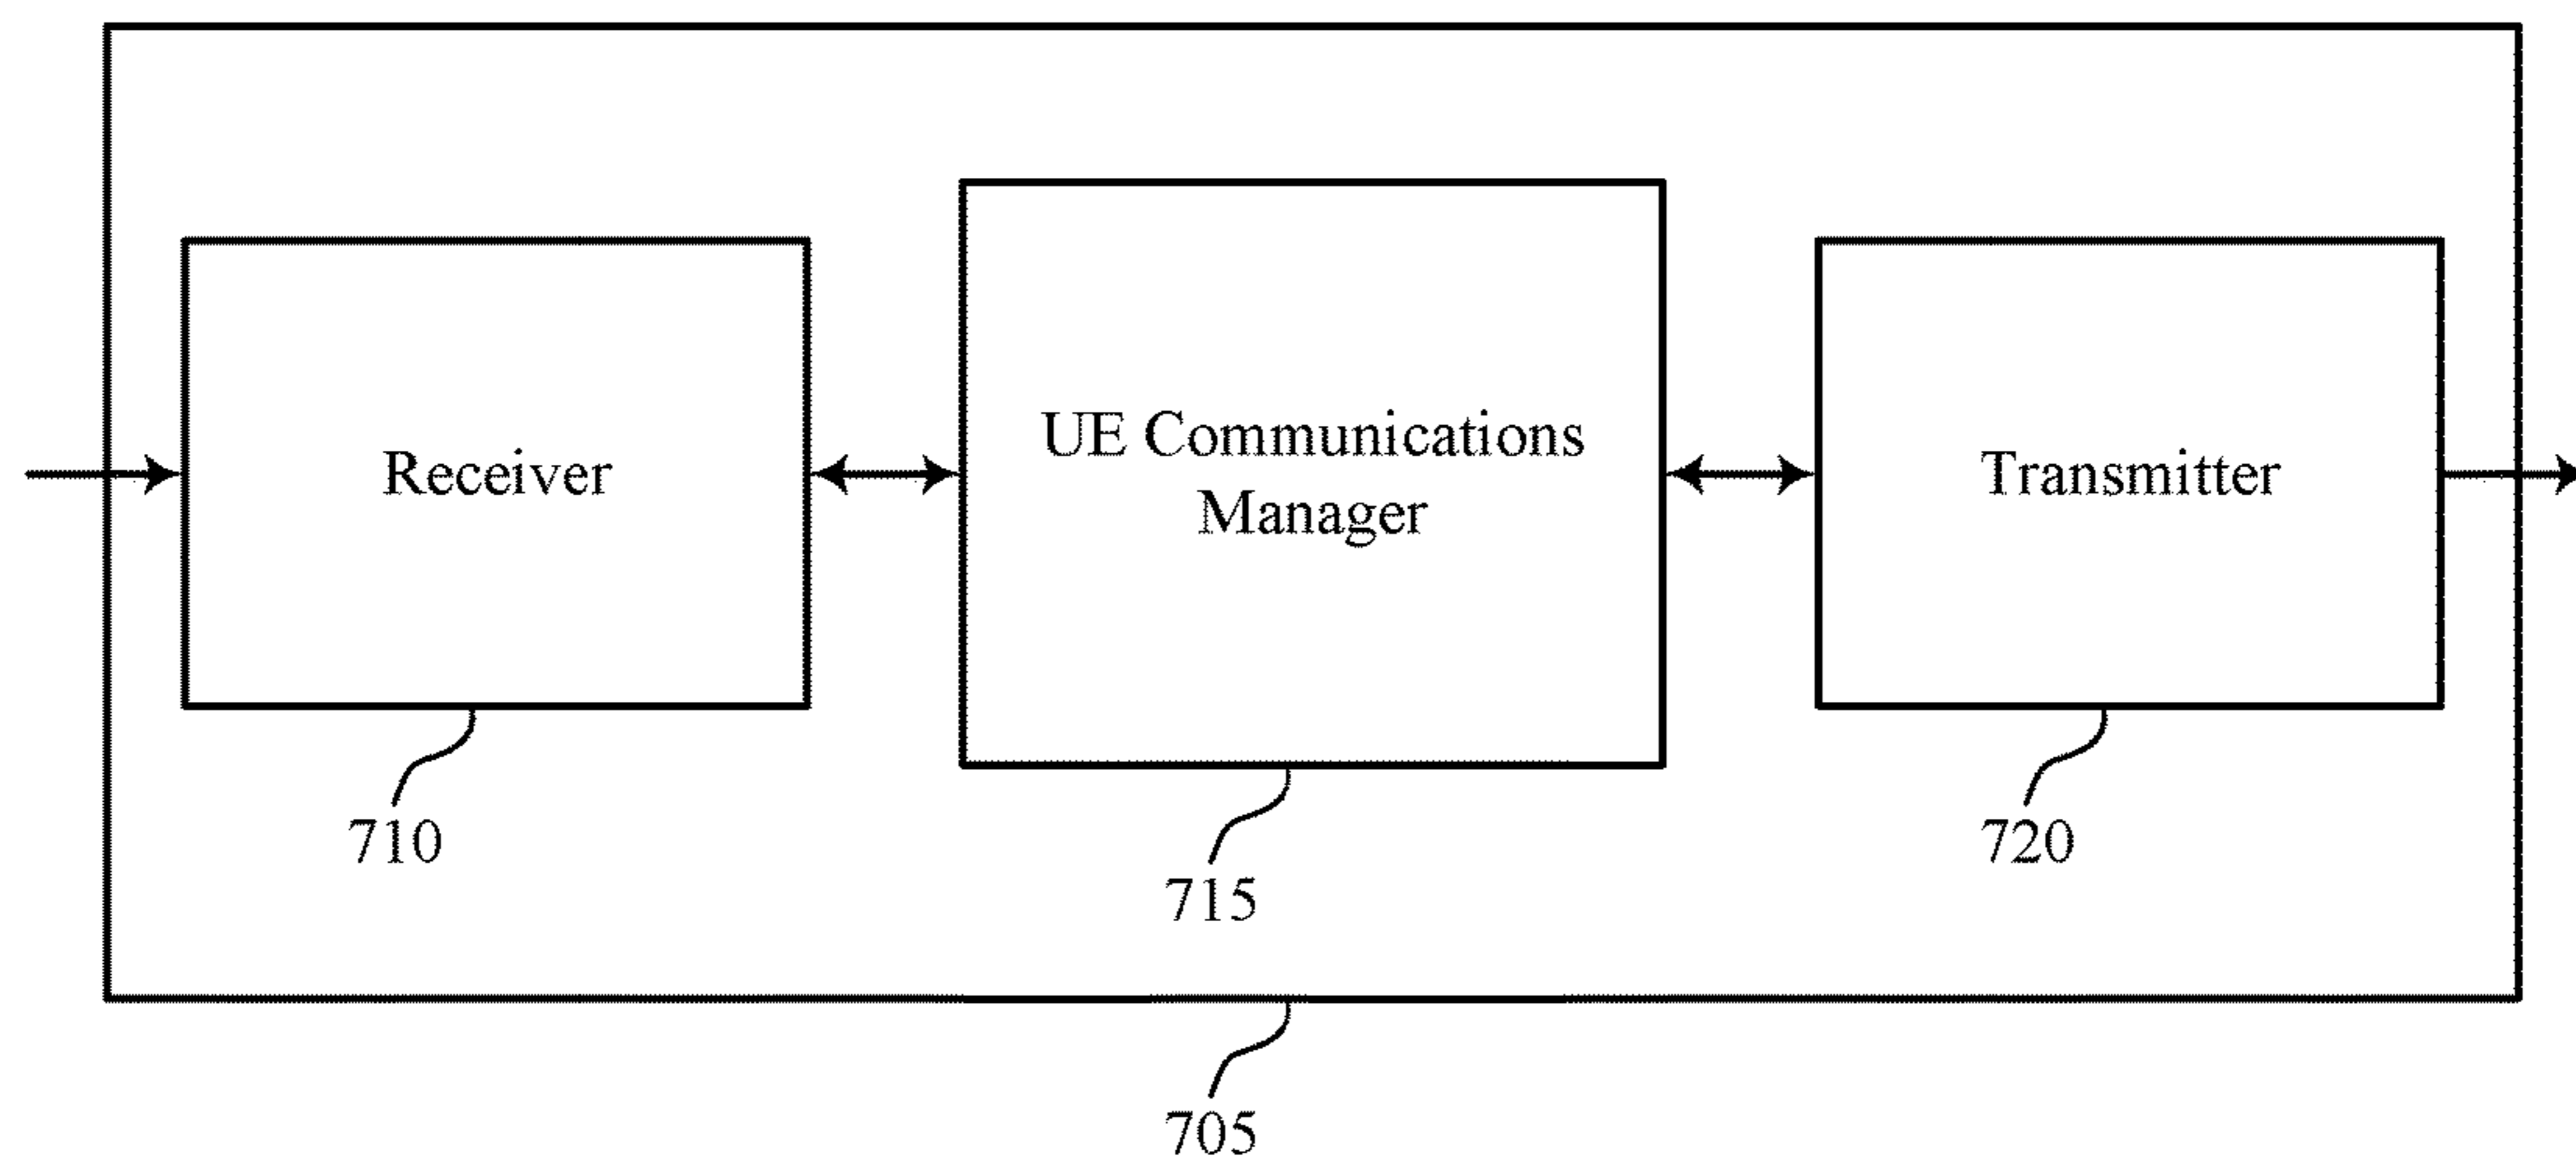 Receiver
UE Communications
Manager
Transmitter
710
715
720
705